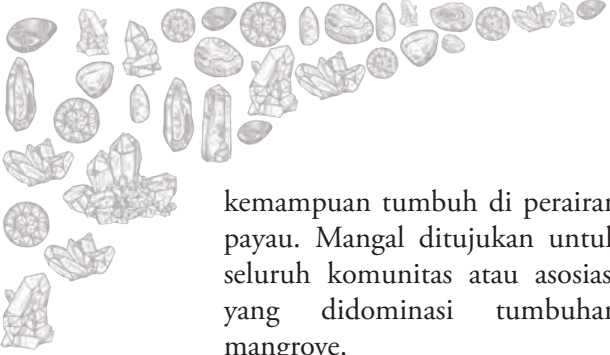 kemampuan tumbuh di perairan
payau. Mangal ditujukan untuk
seluruh komunitas atau asosiasi
yang didominasi tumbuhan
mangrove.